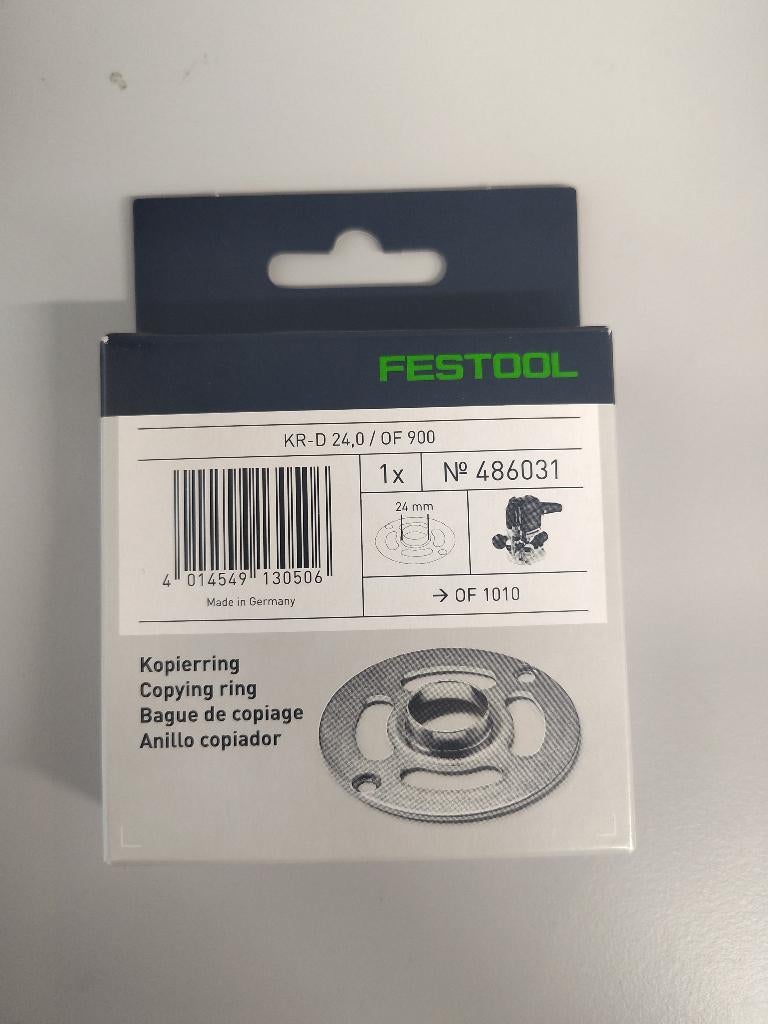 FESTOOL
KR-D 24,0 / OF 900
1x
Nº 486031
24 mm
4 014549 130506
Made in Germany
→ OF 1010
Kopierring
Copying ring
Bague de copiage
Anillo copiador